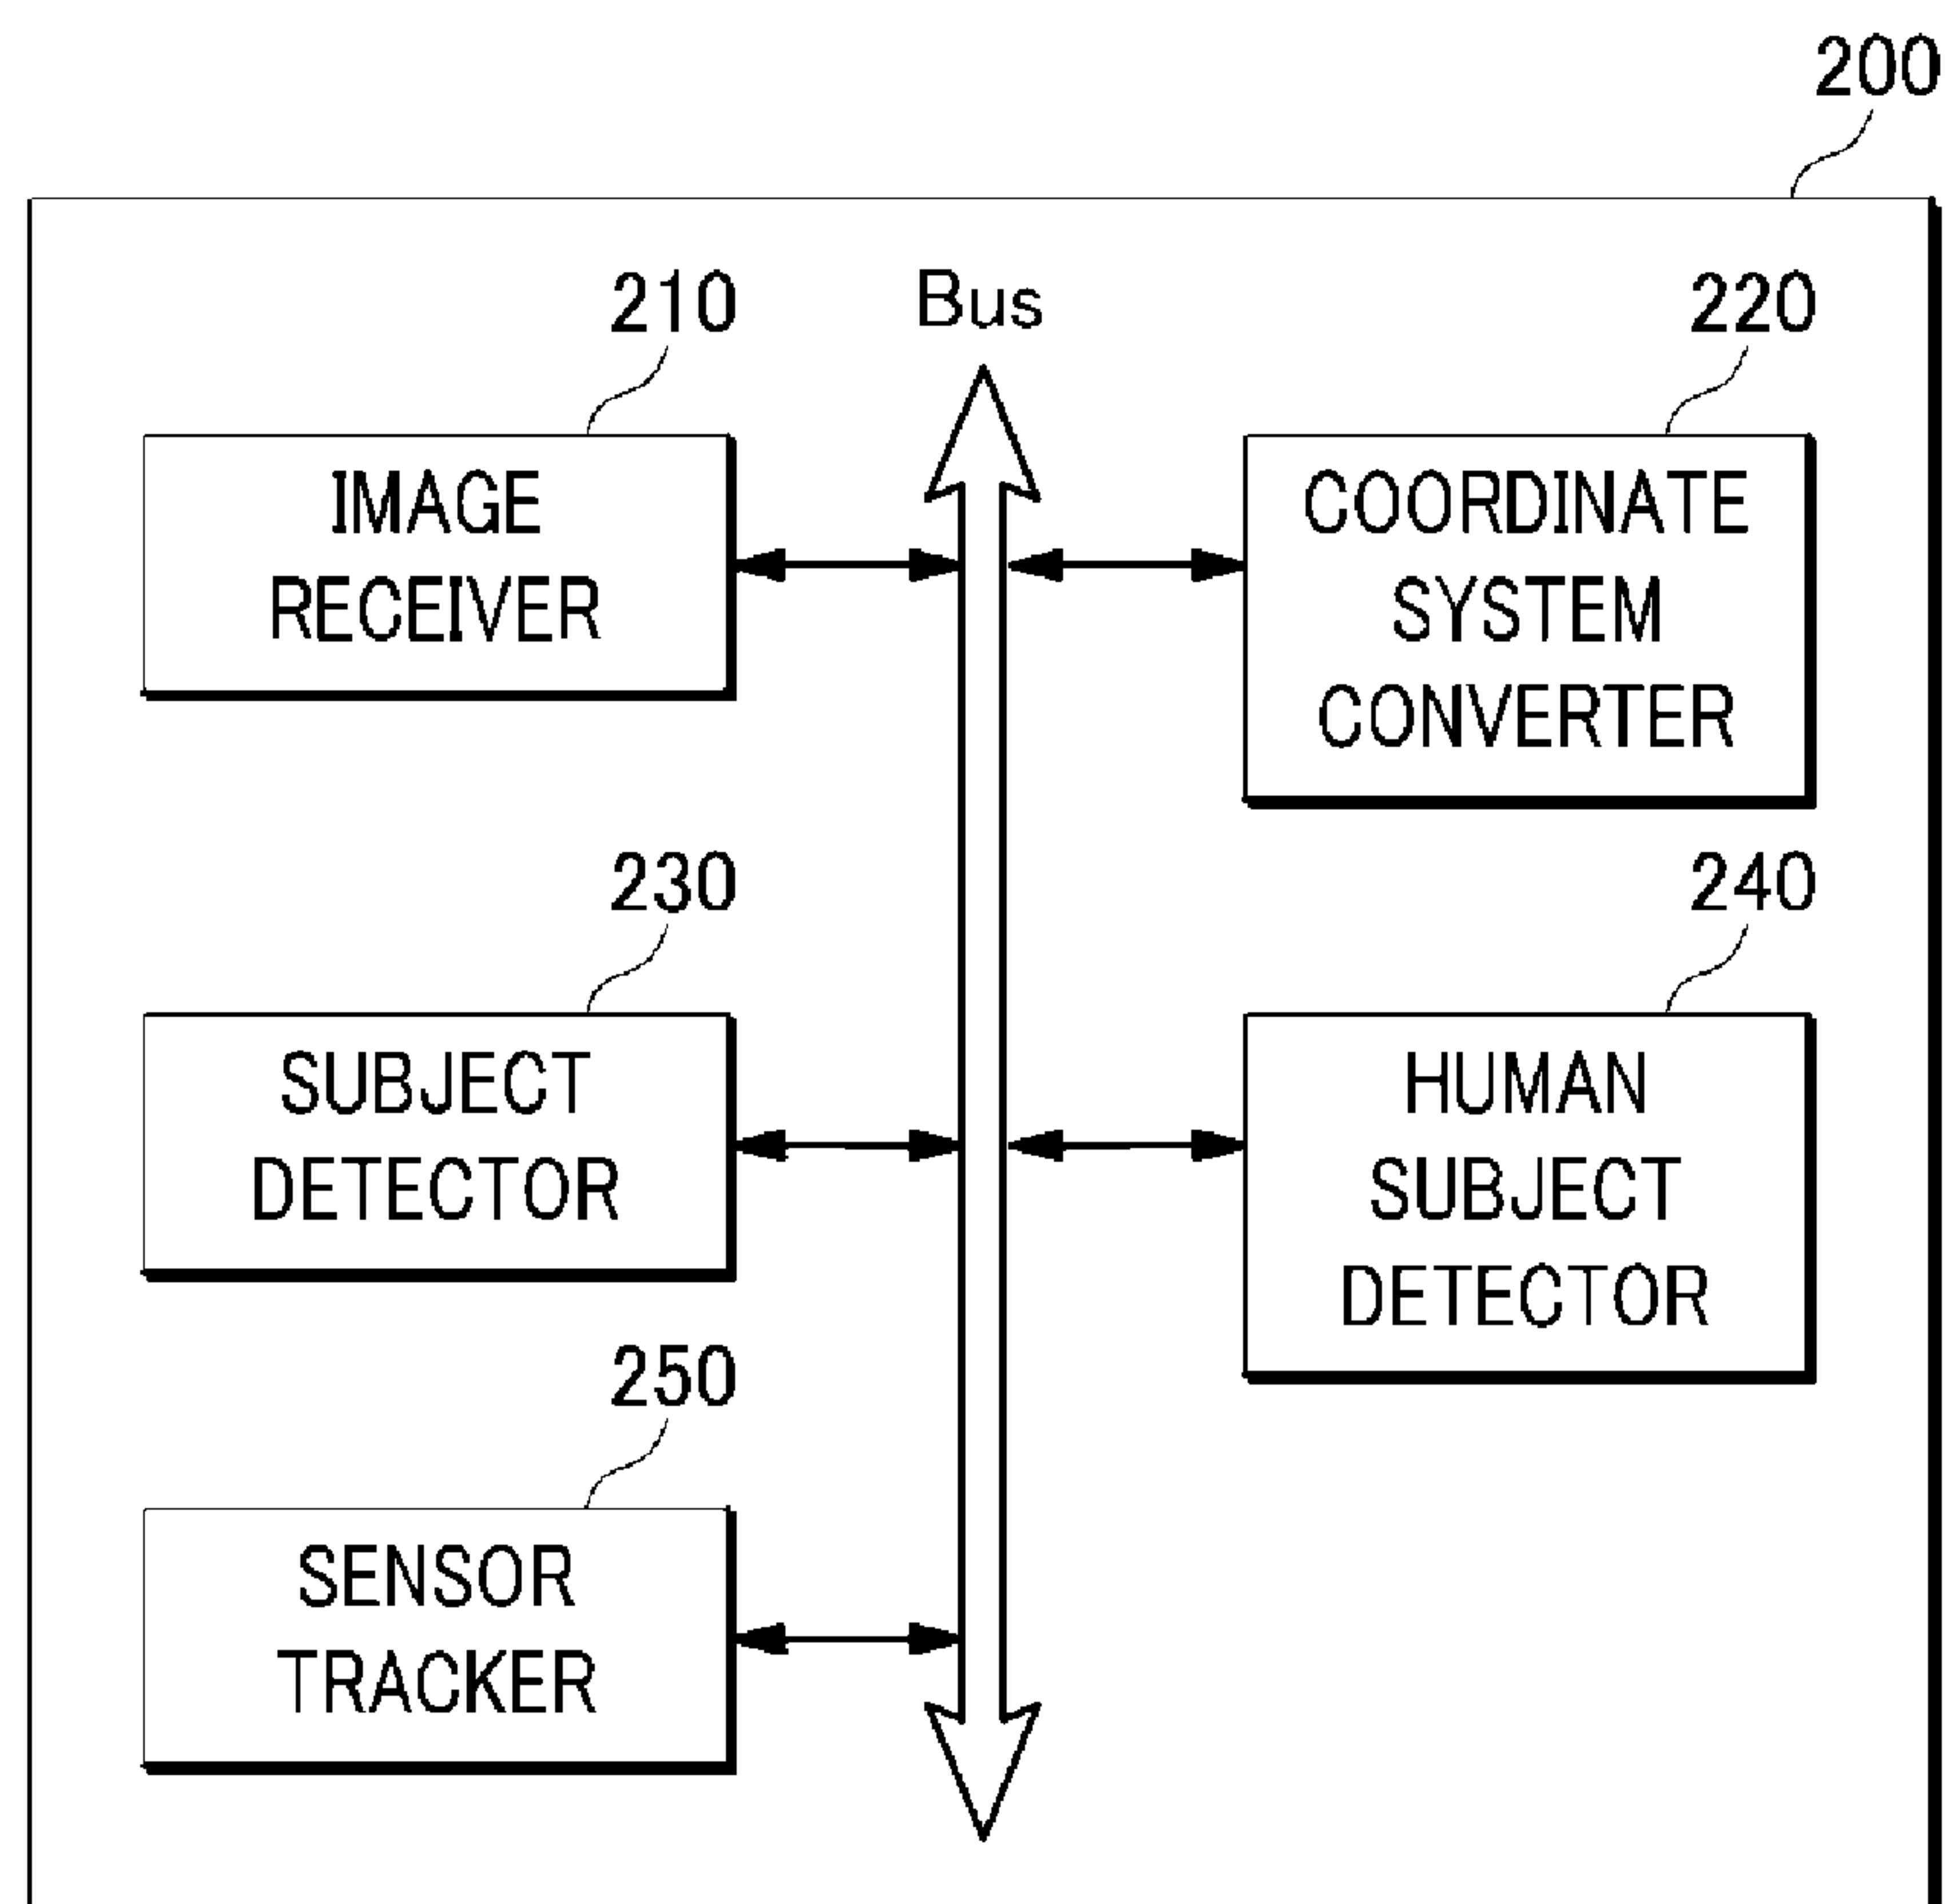 200
210
Bus
220
IMAGE
RECEIVER
COORDINATE
SYSTEM
CONVERTER
230
240
SUBJECT
DETECTOR
HUMAN
SUBJECT
DETECTOR
250
SENSOR
TRACKER